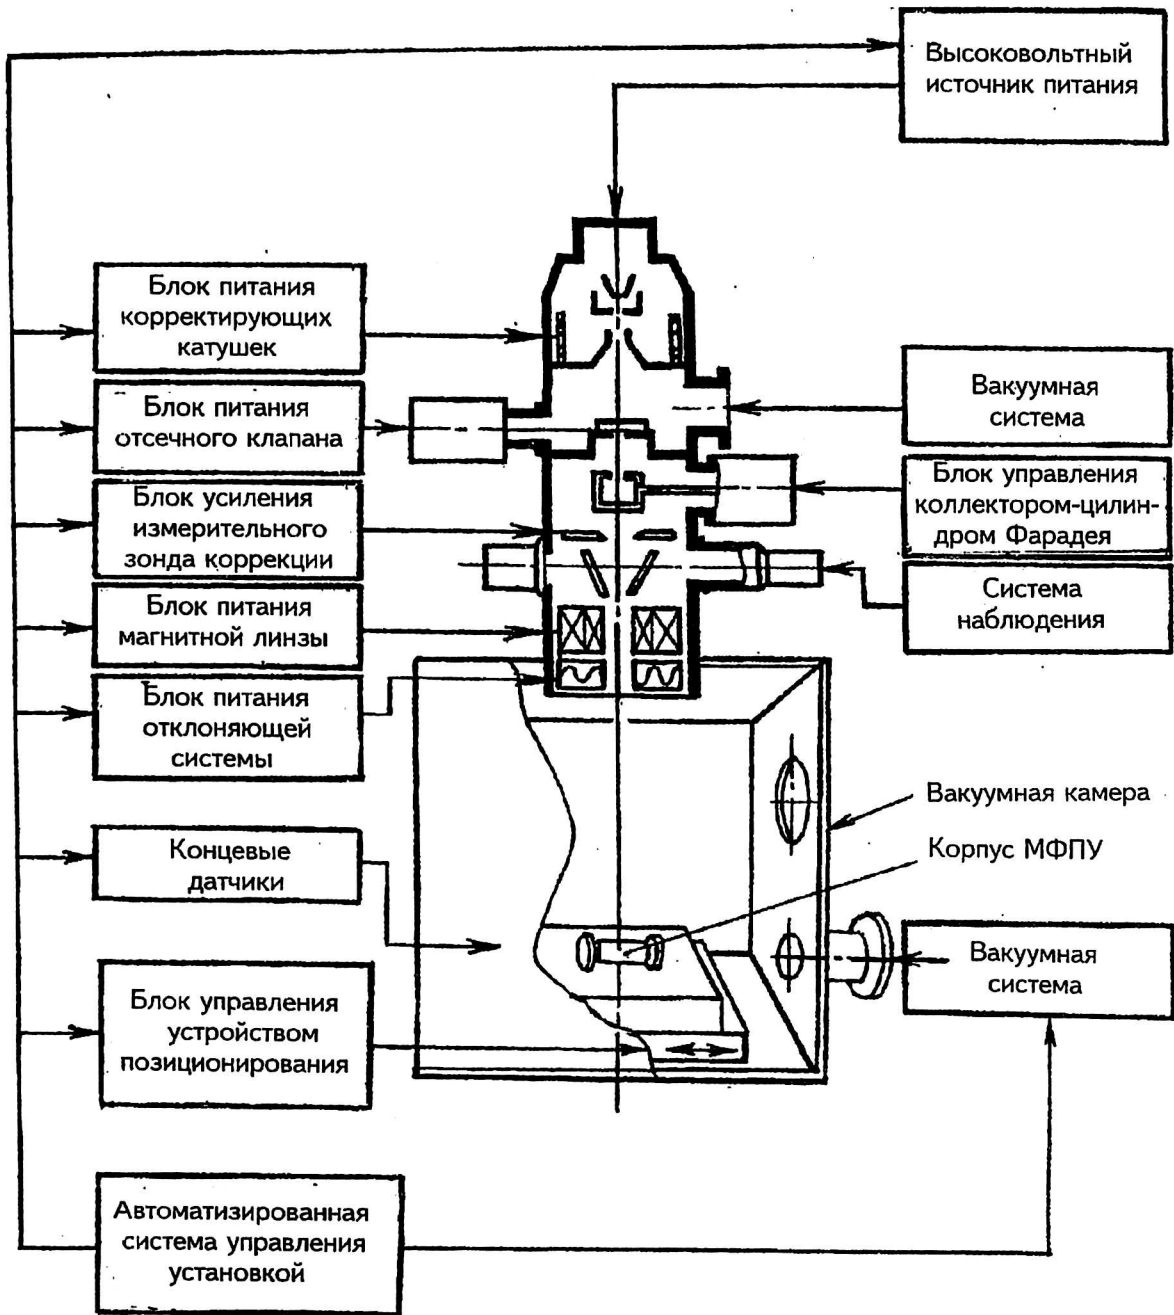 Высоковольтный
источник питания
Блок питания
корректирующих
катушек
Блок питания
отсечного клапана
Блок усиления
измерительного
зонда коррекции
Блок питания
магнитной линзы
Блок питания
отклоняющей
системы
Концевые
датчики
Блок управления
устройством
позиционирования
Автоматизированная
система управления
установкой
Вакуумная
система
Блок управления
коллектором-цилин-
дром Фарадея
Система
наблюдения
Вакуумная камера
Корпус МФПУ
Вакуумная
система